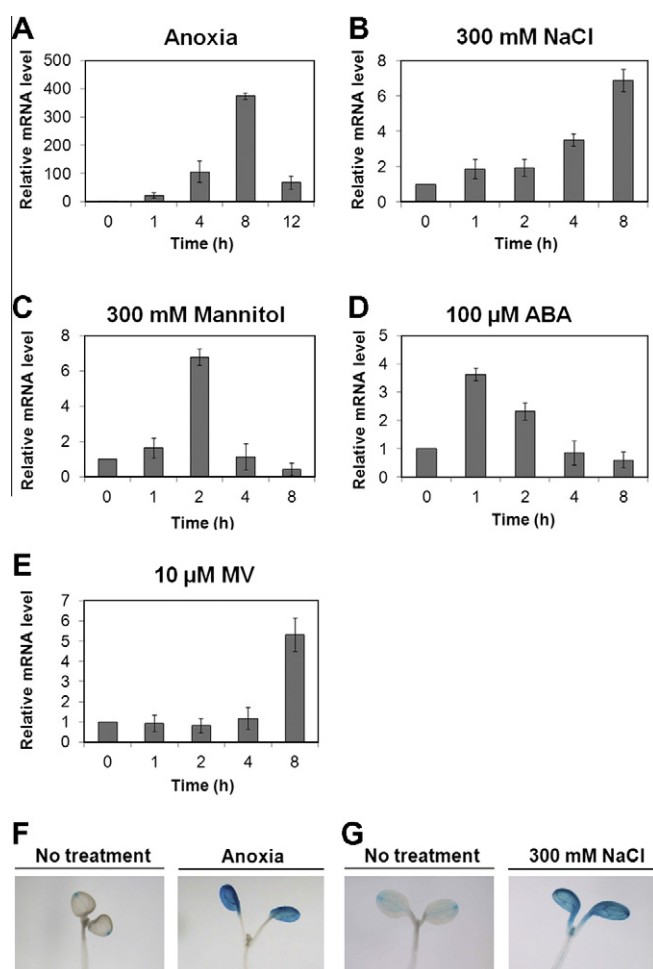 A
Anoxia
Relative mRNA level
500
400
300
200
100
0
0 1 4 8 12
Time (h)
B
300 mM NaCl
Relative mRNA level
8
6
4
2
0
0 1 2 4 8
Time (h)
C
300 mM Mannitol
Relative mRNA level
8
6
4
2
0
0 1 2 4 8
Time (h)
D
100 µM ABA
Relative mRNA level
5
4
3
2
1
0
0 1 2 4 8
Time (h)
E
10 µM MV
Relative mRNA level
7
6
5
4
3
2
1
0
0 1 2 4 8
Time (h)
F
No treatment
Anoxia
G
No treatment
300 mM NaCl